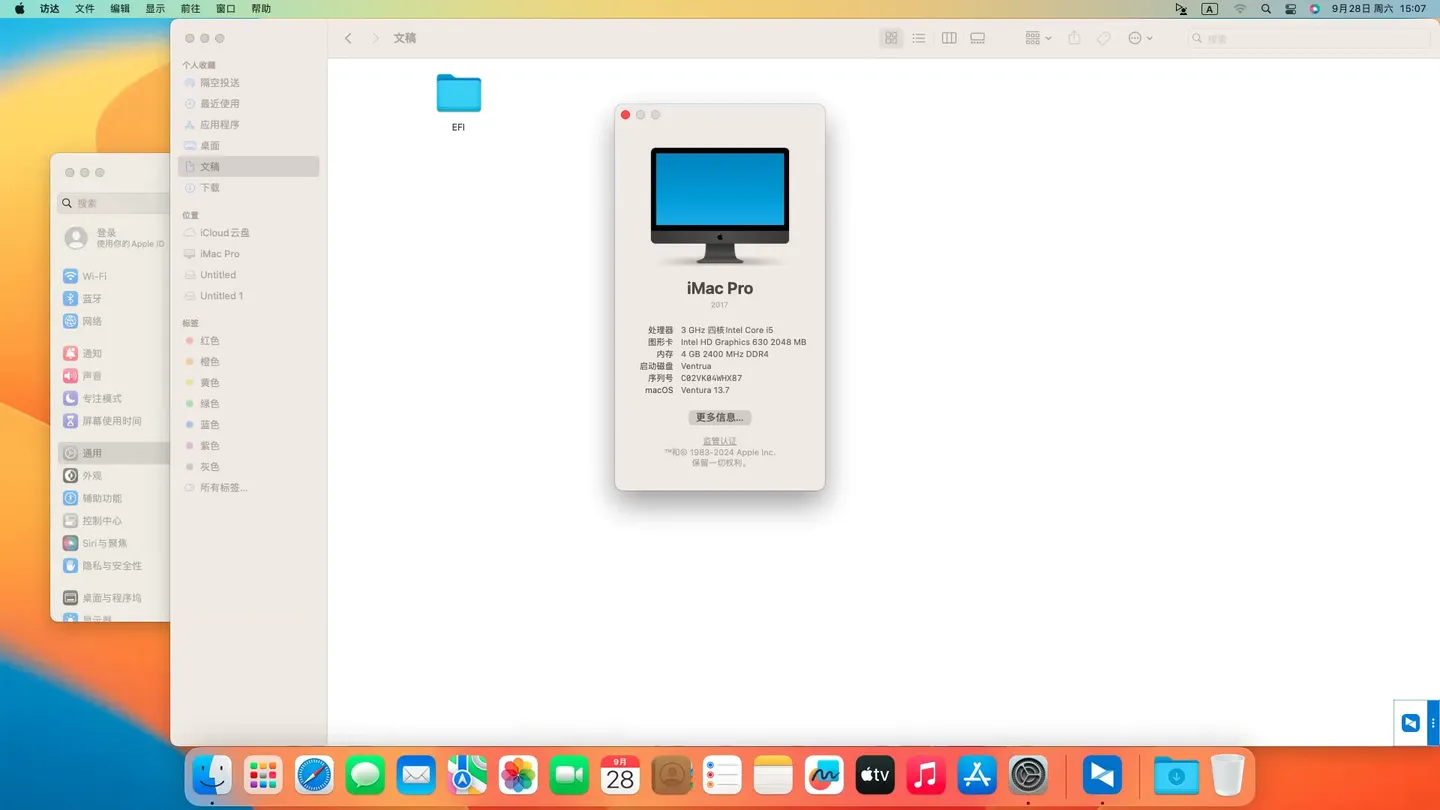 访达 文件 编辑 显示 前往 窗口 帮助
A
9月28日 周六 15:07
文稿
搜索
个人收藏
隔空投送
最近使用
应用程序
桌面
文稿
下载
位置
iCloud云盘
iMac Pro
Untitled
Untitled 1
标签
红色
橙色
黄色
绿色
蓝色
紫色
灰色
所有标签...
搜索
登录
使用你的 Apple ID
Wi-Fi
蓝牙
网络
通知
声音
专注模式
屏幕使用时间
通用
外观
辅助功能
控制中心
Siri与聚焦
隐私与安全性
桌面与程序坞
显示器
EFI
iMac Pro
2017
处理器 3 GHz 四核Intel Core i5
图形卡 Intel HD Graphics 630 2048 MB
内存 4 GB 2400 MHz DDR4
启动磁盘 Ventrua
序列号 C02VK04WHX87
macOS Ventura 13.7
更多信息...
监管认证
™和© 1983-2024 Apple Inc.
保留一切权利。
9月
28
tv